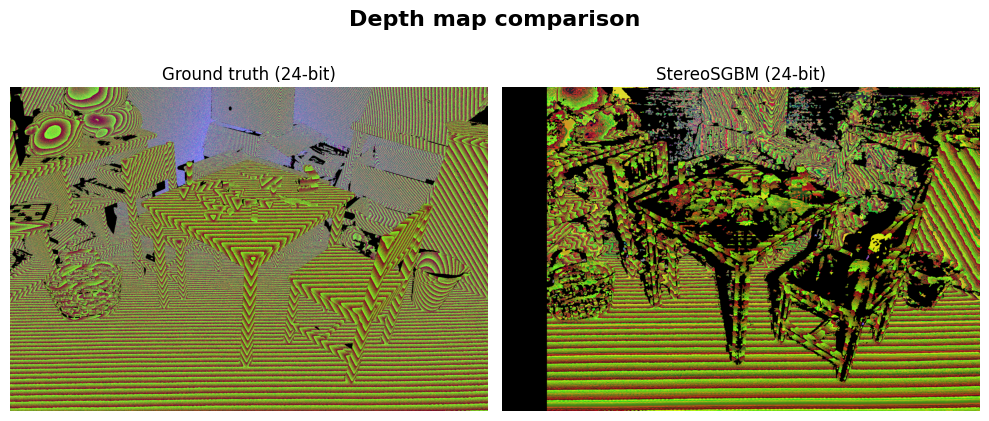 Depth map comparison
Ground truth (24-bit)
StereoSGBM (24-bit)